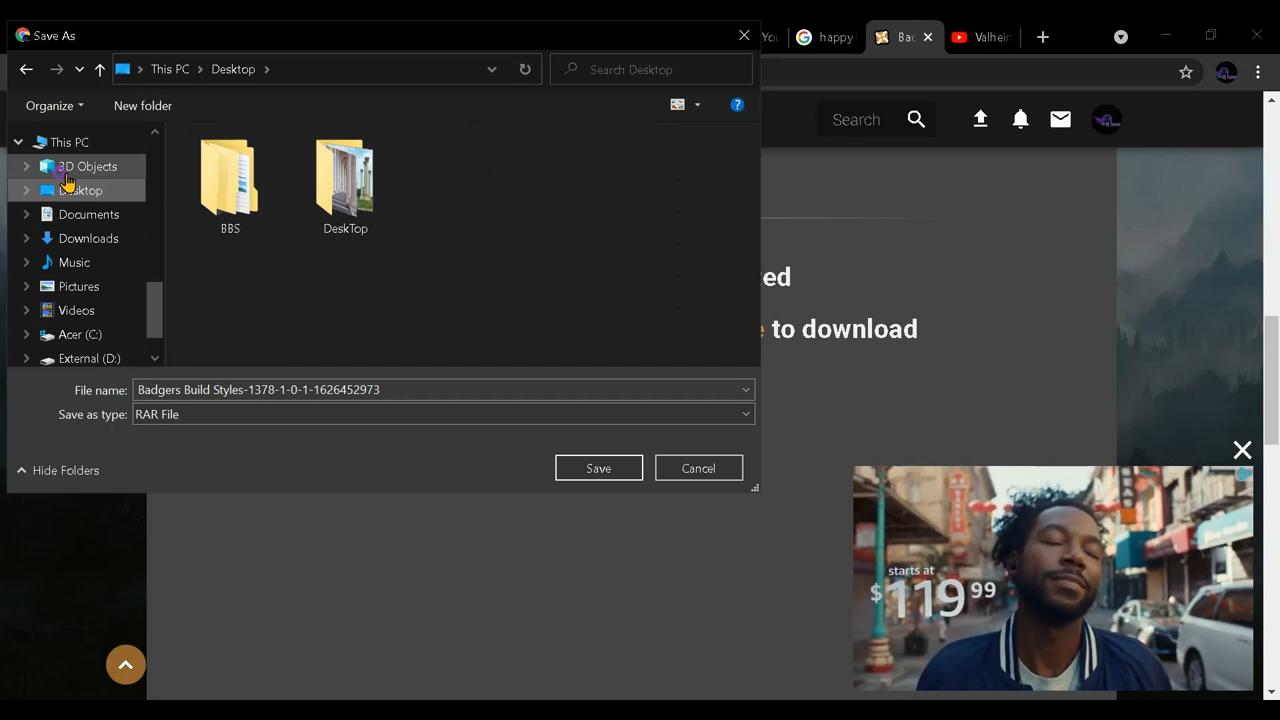 Save As
You
happy
Bad
Valhein
This PC
Desktop
Search Desktop
Organize
New folder
?
Search
This PC
3D Objects
Desktop
Documents
Downloads
Music
Pictures
Videos
Acer (C:)
External (D:)
BBS
DeskTop
ed
to download
File name:
Badgers Build Styles-1378-1-0-1-1626452973
Save as type:
RAR File
Hide Folders
Save
Cancel
starts at
$119 99